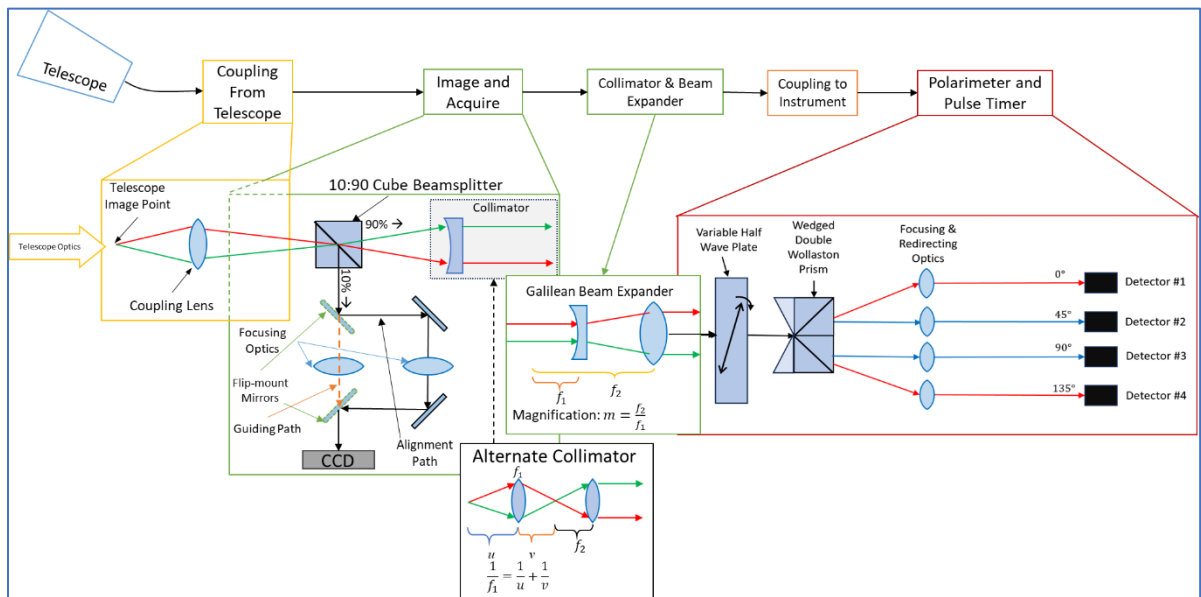 Telescope
Coupling
From
Telescope
Image and
Acquire
Collimator & Beam
Expander
Coupling to
Instrument
Polarimeter and
Pulse Timer
Telescope
Image Point
10:90 Cube Beamsplitter
90% →
Collimator
Telescope Optics
Coupling Lens
10% →
Focusing
Optics
Flip-mount
Mirrors
Guiding Path
Alignment
Path
CCD
Galilean Beam Expander
f₁
f₂
Magnification: m = f₂/f₁
Alternate Collimator
f₁
u
v
f₂
1/f₁ = 1/u + 1/v
Variable Half
Wave Plate
Wedged
Double
Wollaston
Prism
Focusing &
Redirecting
Optics
0°
Detector #1
45°
Detector #2
90°
Detector #3
135°
Detector #4